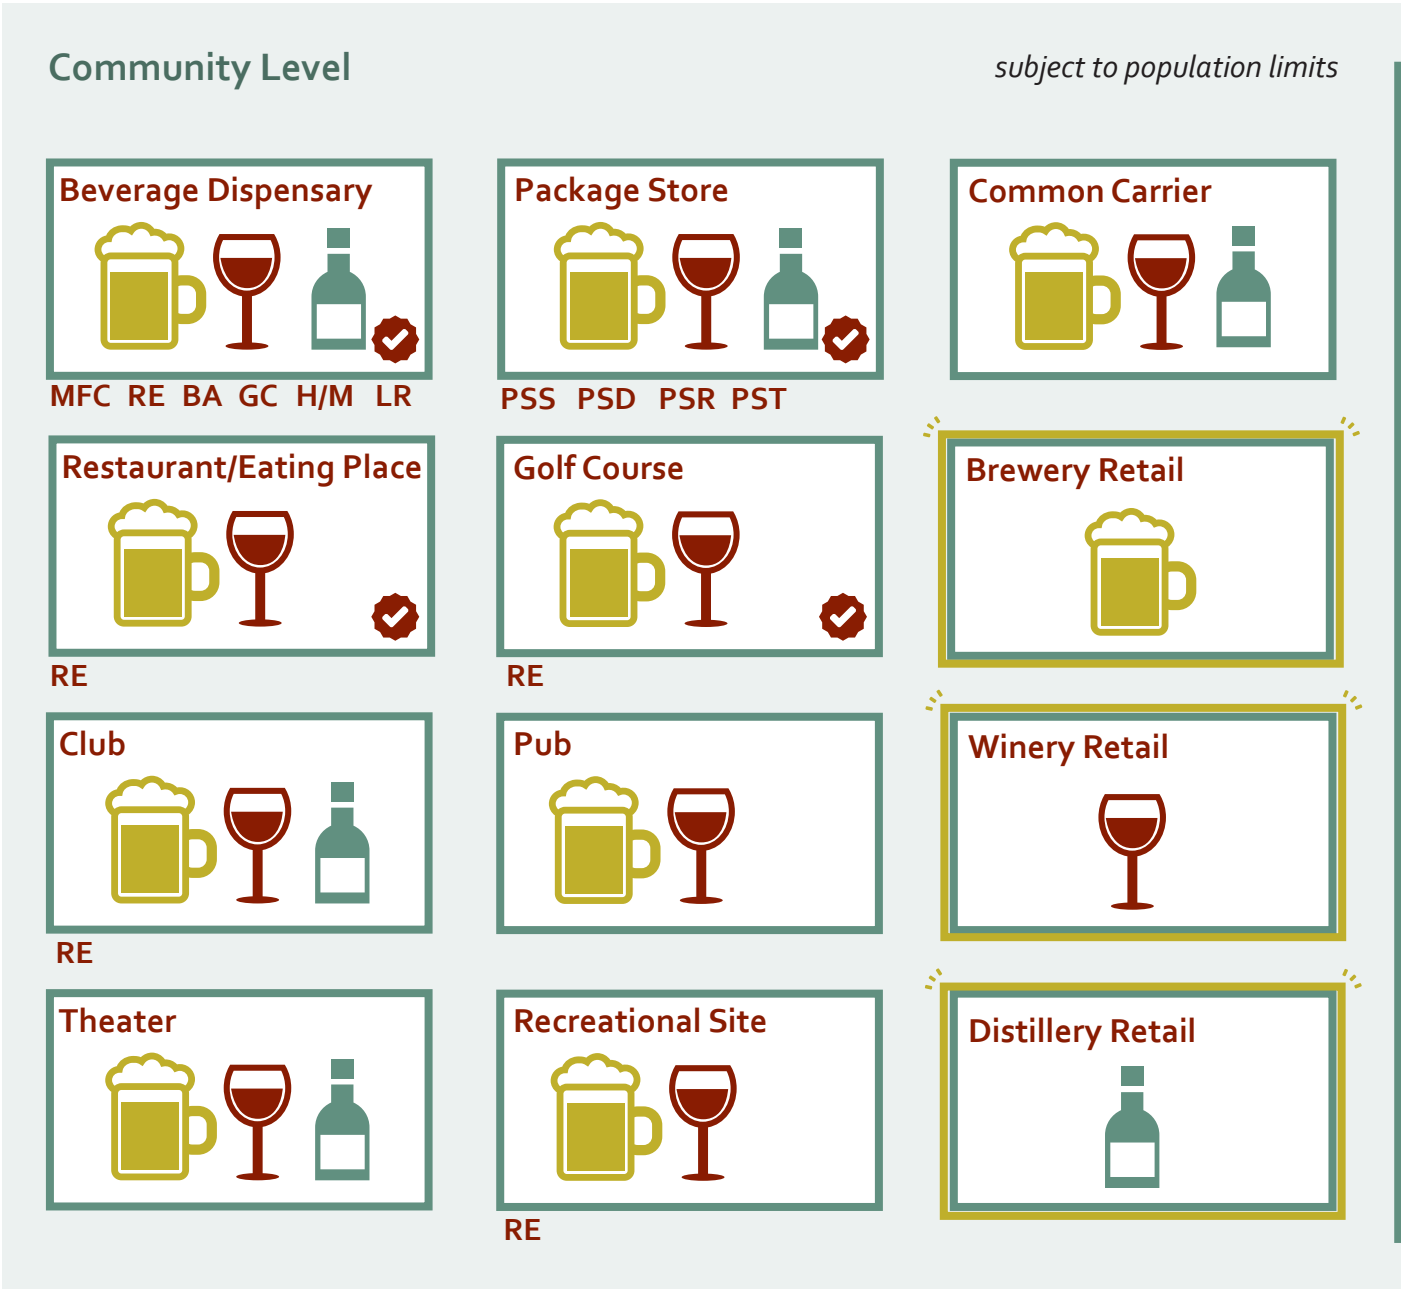 Community Level
subject to population limits
Beverage Dispensary
Package Store
Common Carrier
MFC RE BA GC H/M LR
PSS PSD PSR PST
Restaurant/Eating Place
Golf Course
Brewery Retail
RE
RE
Club
Pub
Winery Retail
RE
Theater
Recreational Site
Distillery Retail
RE